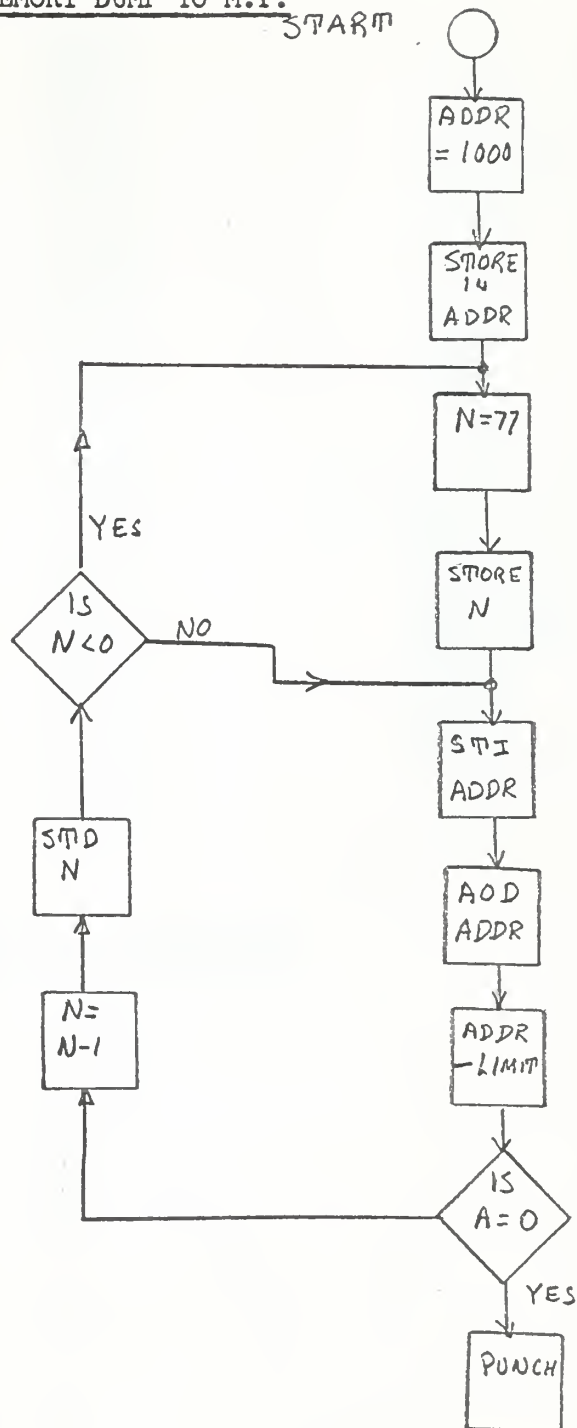 EMORY DUMP TO M.T.
START
ADDR
= 1000
STORE
IN
ADDR
N=77
STORE
N
STI
ADDR
AOD
ADDR
ADDR
-LIMIT
IS
A=0
YES
PUNCH
N=
N-1
STD
N
IS
N<0
NO
YES